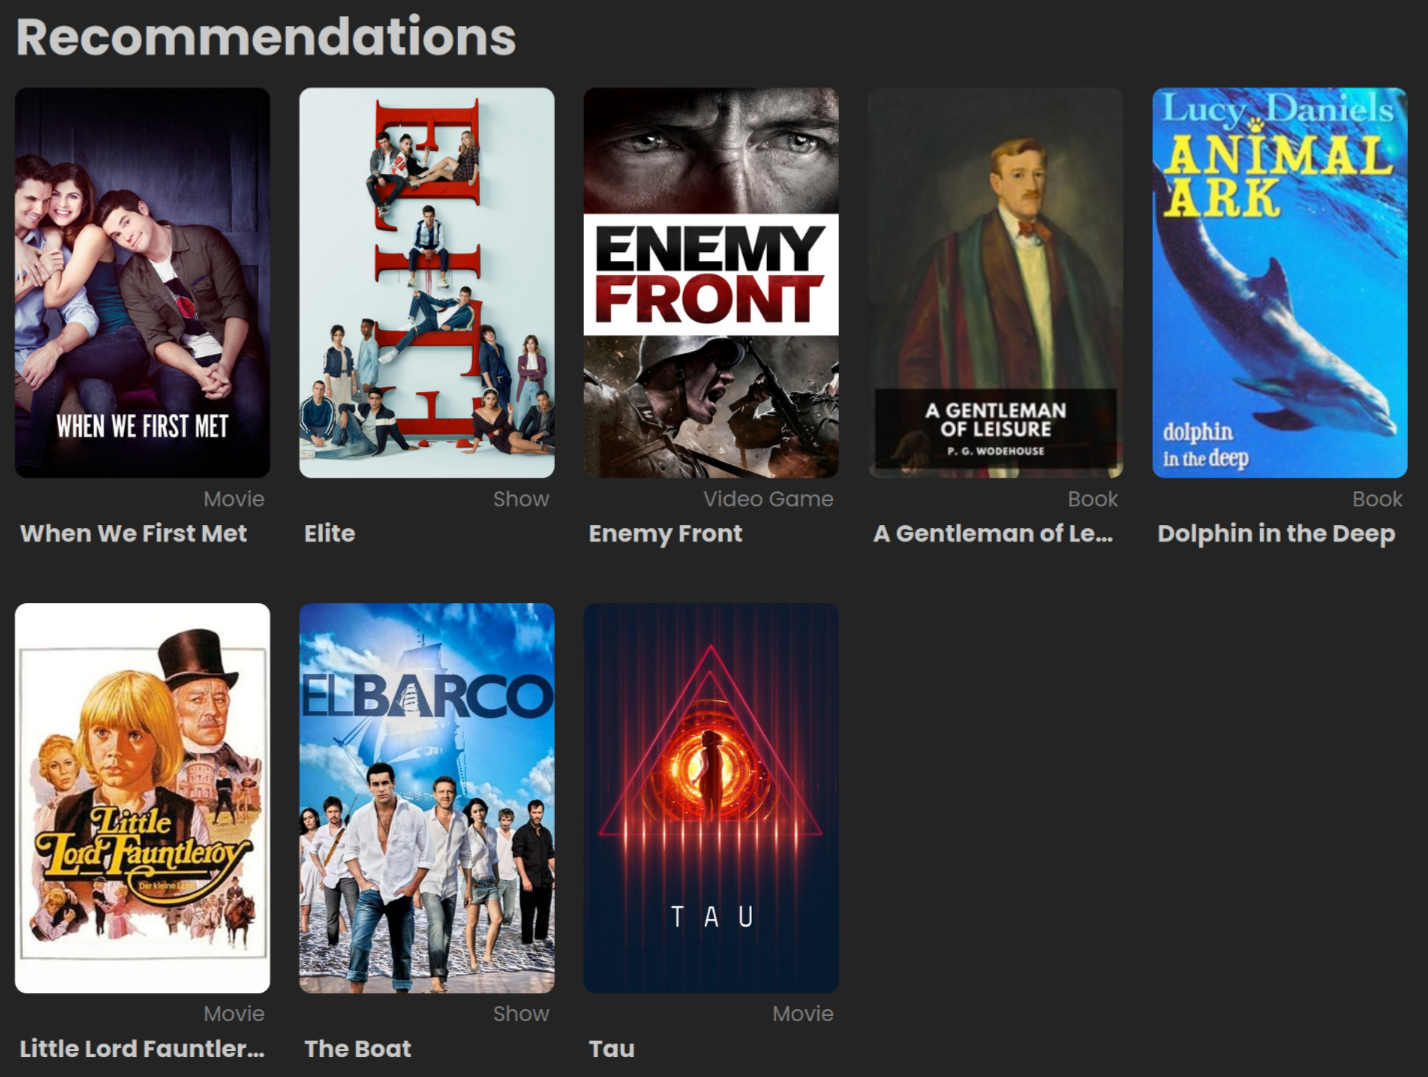 Recommendations
WHEN WE FIRST MET
Movie
When We First Met
ELITE
Show
Elite
ENEMY
FRONT
Video Game
Enemy Front
A GENTLEMAN
OF LEISURE
P. G. WODEHOUSE
Book
A Gentleman of Le...
Lucy Daniels
ANIMAL
ARK
dolphin
in the deep
Book
Dolphin in the Deep
Little
Lord Fauntleroy
Der kleine Lord
Movie
Little Lord Fauntler...
ELBARCO
Show
The Boat
TAU
Movie
Tau